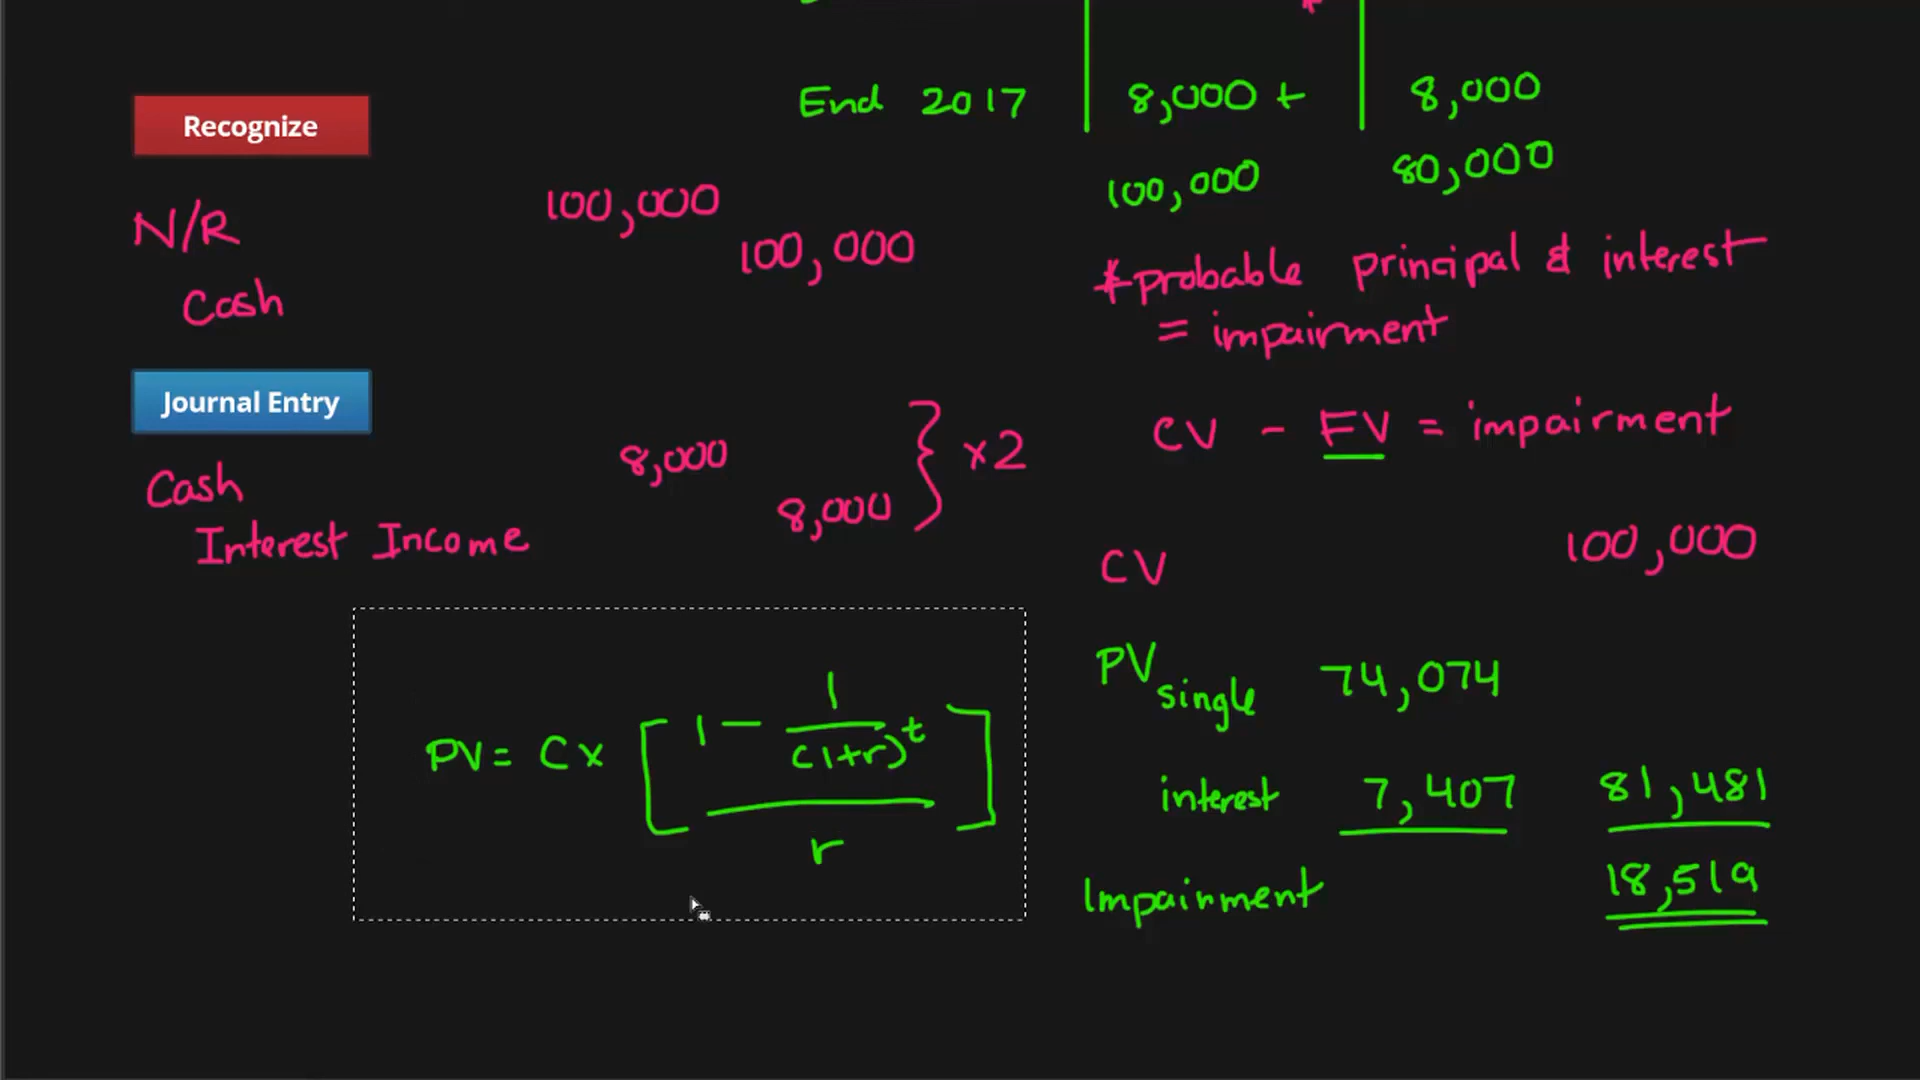 End 2017 8,000 + 8,000
100,000 80,000
Recognize
N/R 100,000
Cash 100,000
*probable principal & interest
= impairment
Journal Entry
Cash 8,000
Interest Income 8,000 } x2
CV - FV = impairment
CV 100,000
PV single 74,074
interest 7,407 81,481
Impairment 18,519
PV = C x [ 1 - 1/(1+r)^t / r ]